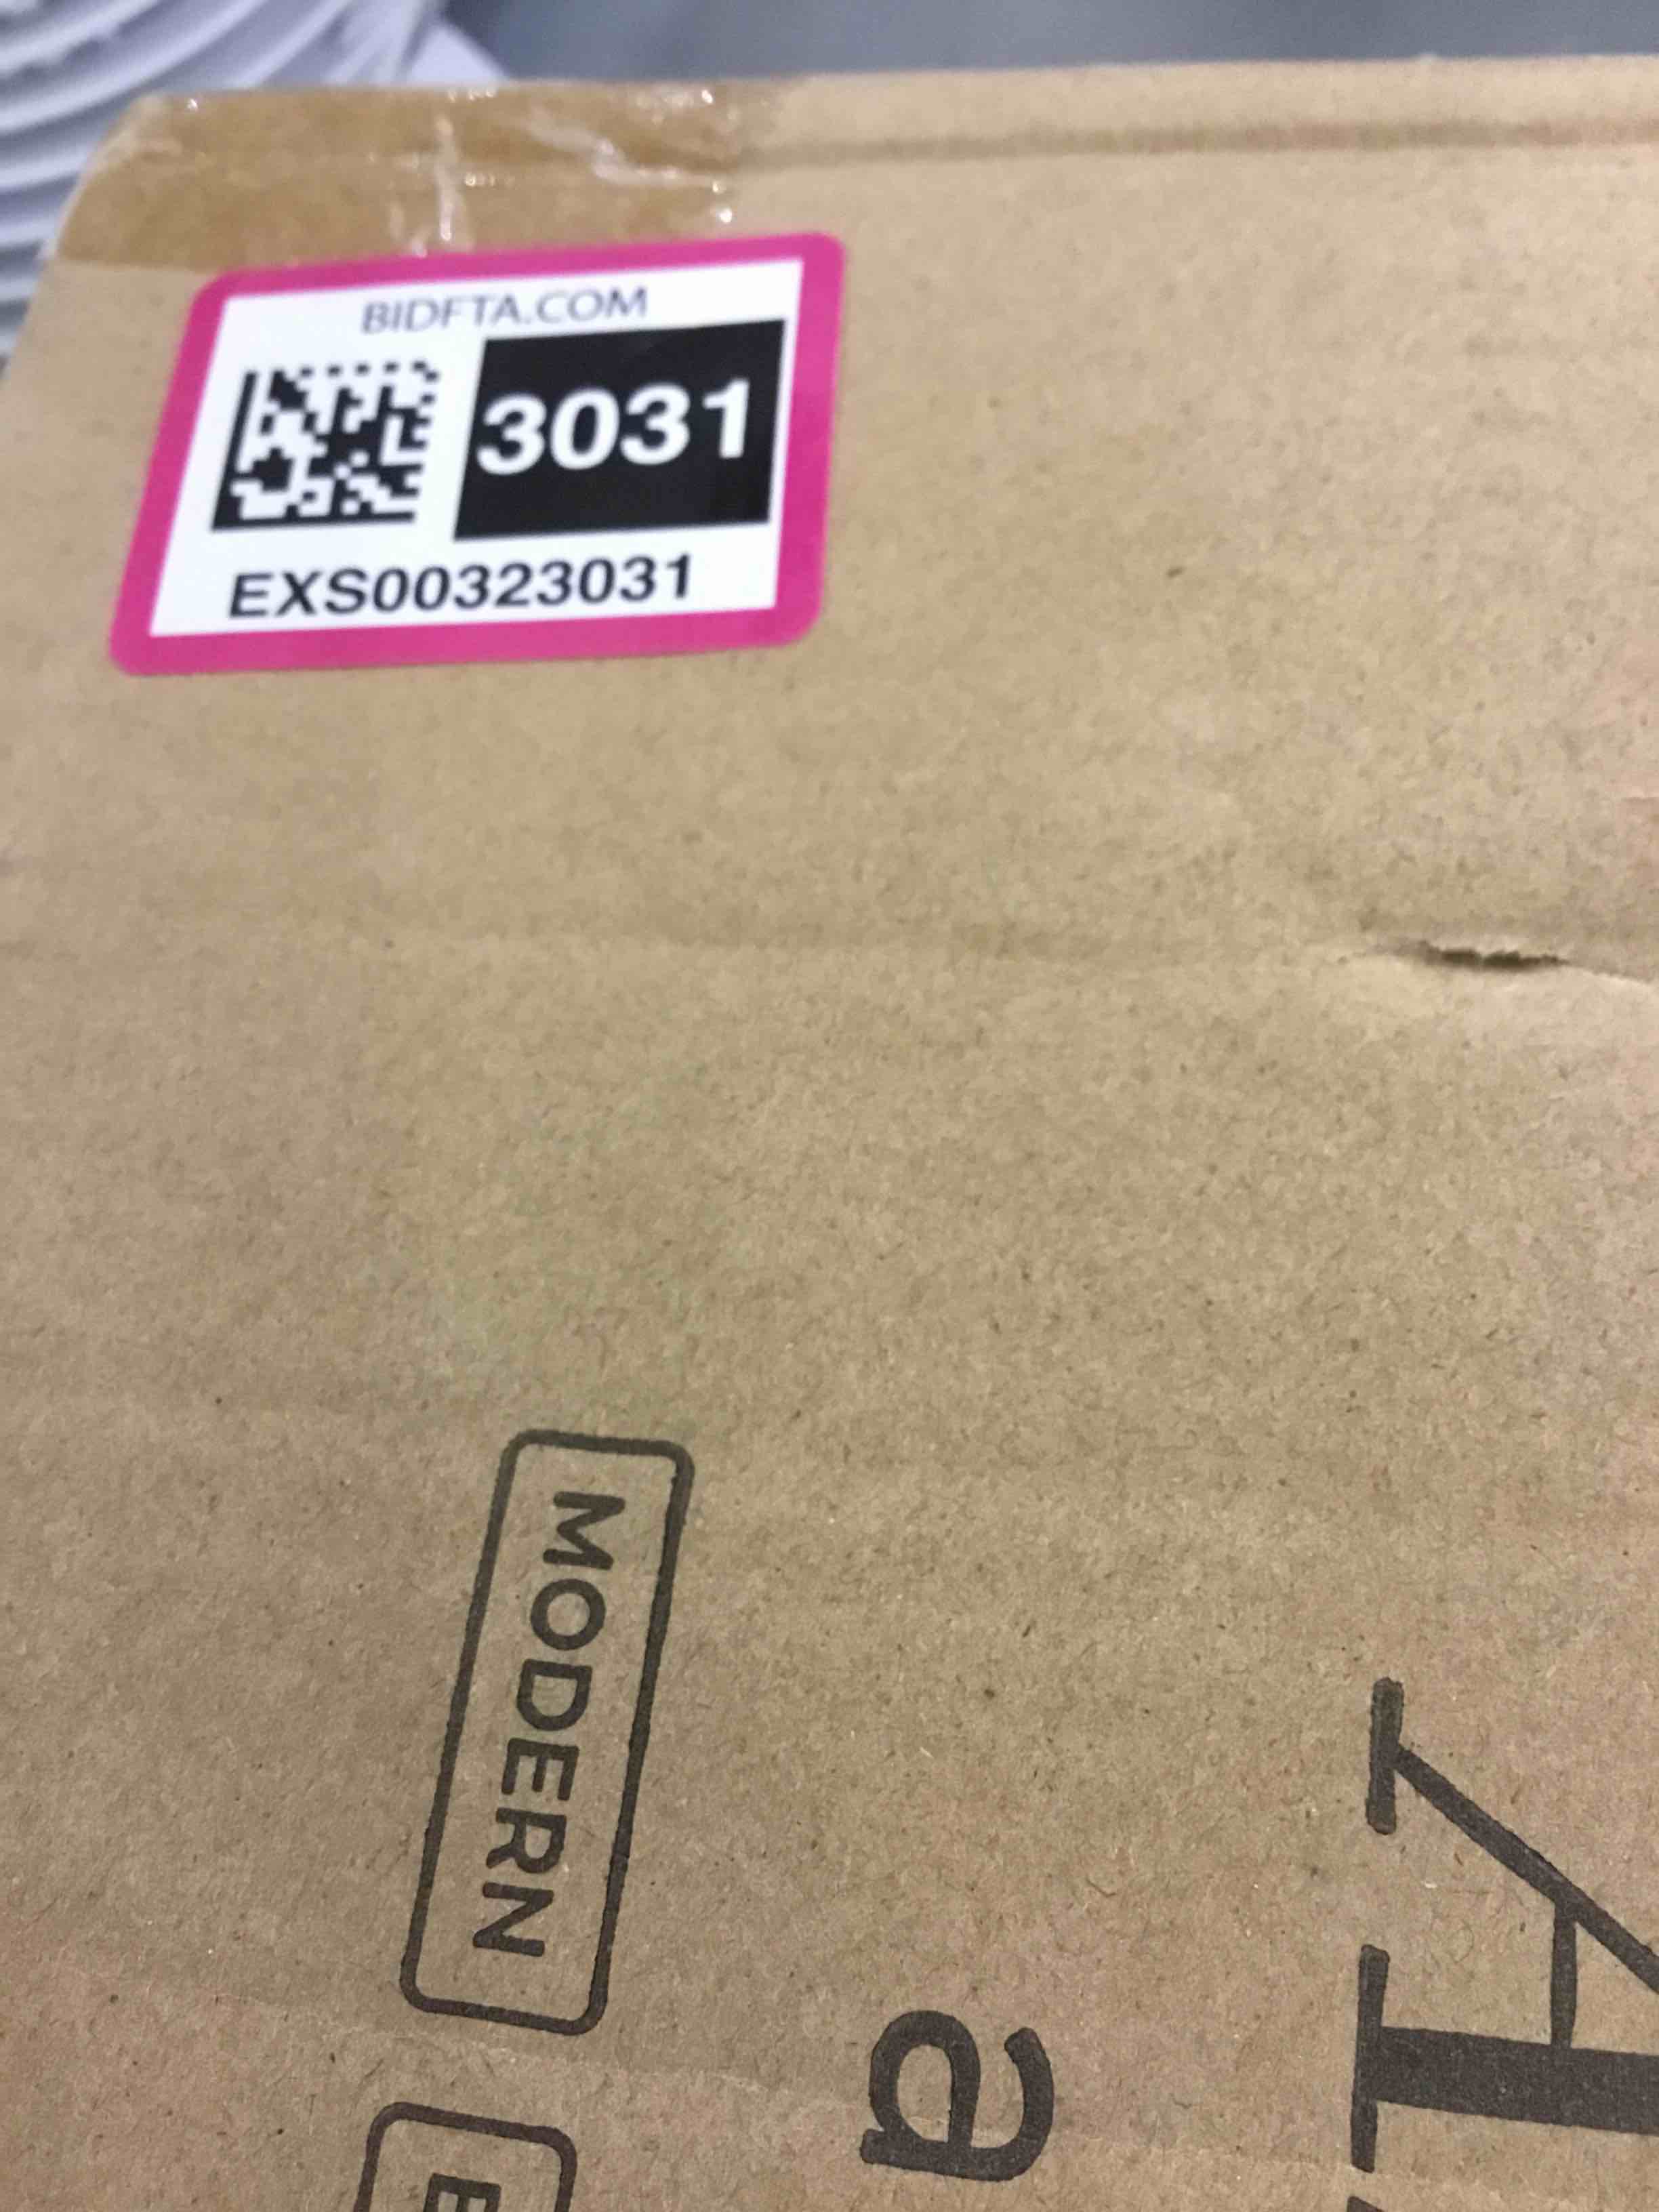 BIDFTA.COM
3031
EXS00323031
MODERN
A
a